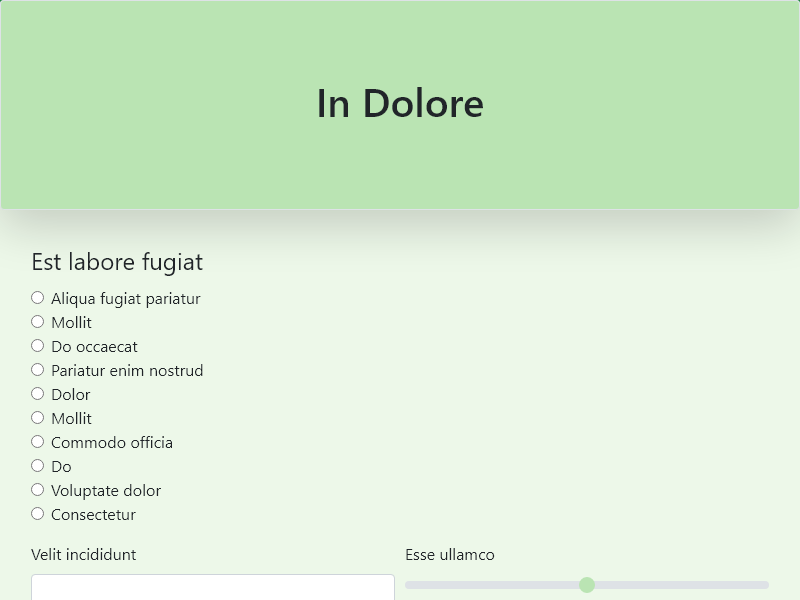 In Dolore
Est labore fugiat
Aliqua fugiat pariatur
Mollit
Do occaecat
Pariatur enim nostrud
Dolor
Mollit
Commodo officia
Do
Voluptate dolor
Consectetur
Velit incididunt
Esse ullamco